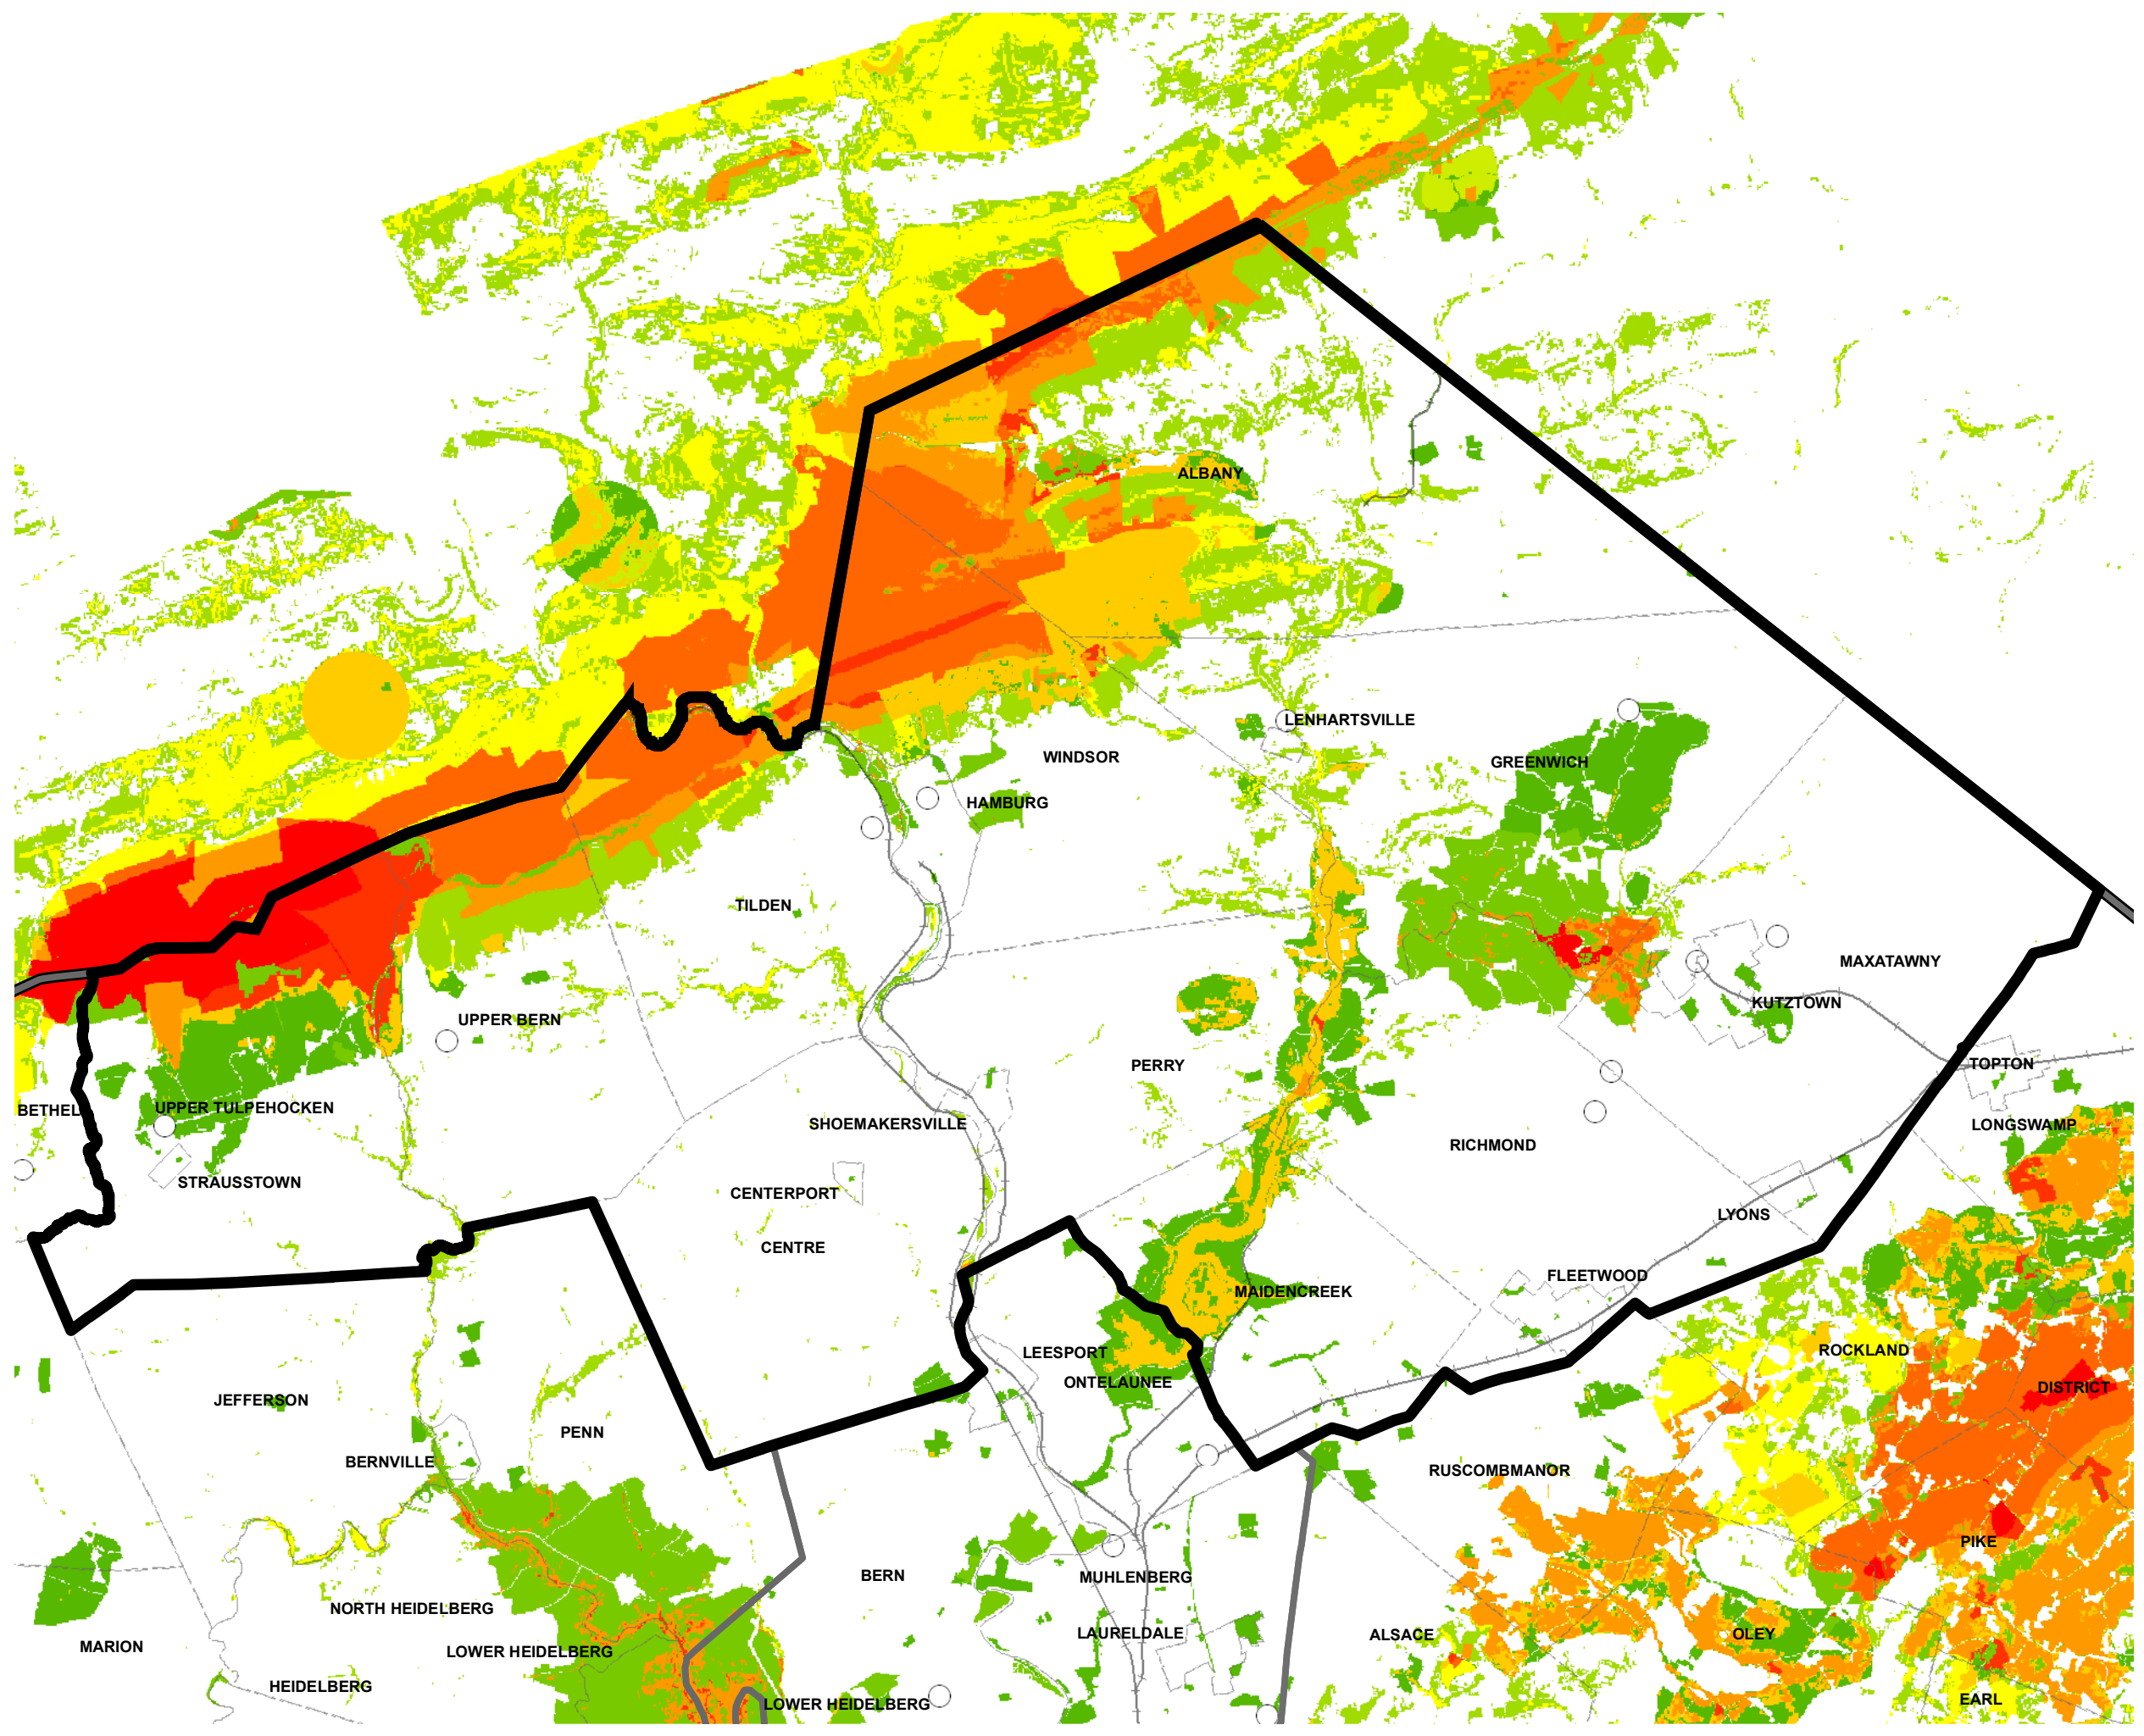 ALBANY
LENHARTSVILLE
WINDSOR
GREENWICH
HAMBURG
TILDEN
MAXATAWNY
KUTZTOWN
UPPER BERN
PERRY
TOPTON
BETHEL
UPPER TULPEHOCKEN
SHOEMAKERSVILLE
LONGSWAMP
RICHMOND
STRAUSSTOWN
CENTERPORT
LYONS
CENTRE
FLEETWOOD
MAIDENCREEK
LEESPORT
ROCKLAND
ONTELAUNEE
DISTRICT
JEFFERSON
PENN
BERNVILLE
RUSCOMBMANOR
PIKE
BERN
MUHLENBERG
NORTH HEIDELBERG
LAURELDALE
ALSACE
OLEY
MARION
LOWER HEIDELBERG
HEIDELBERG
LOWER HEIDELBERG
EARL